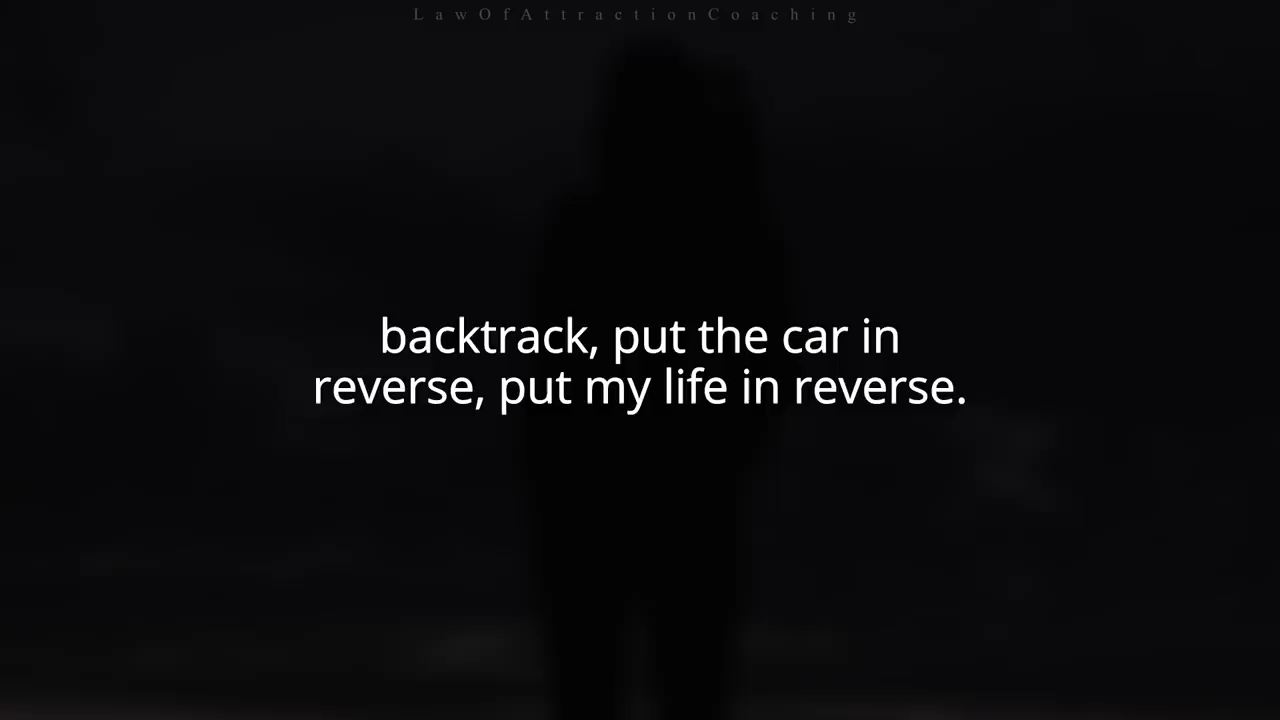 LawOfAttractionCoaching
backtrack, put the car in
reverse, put my life in reverse.